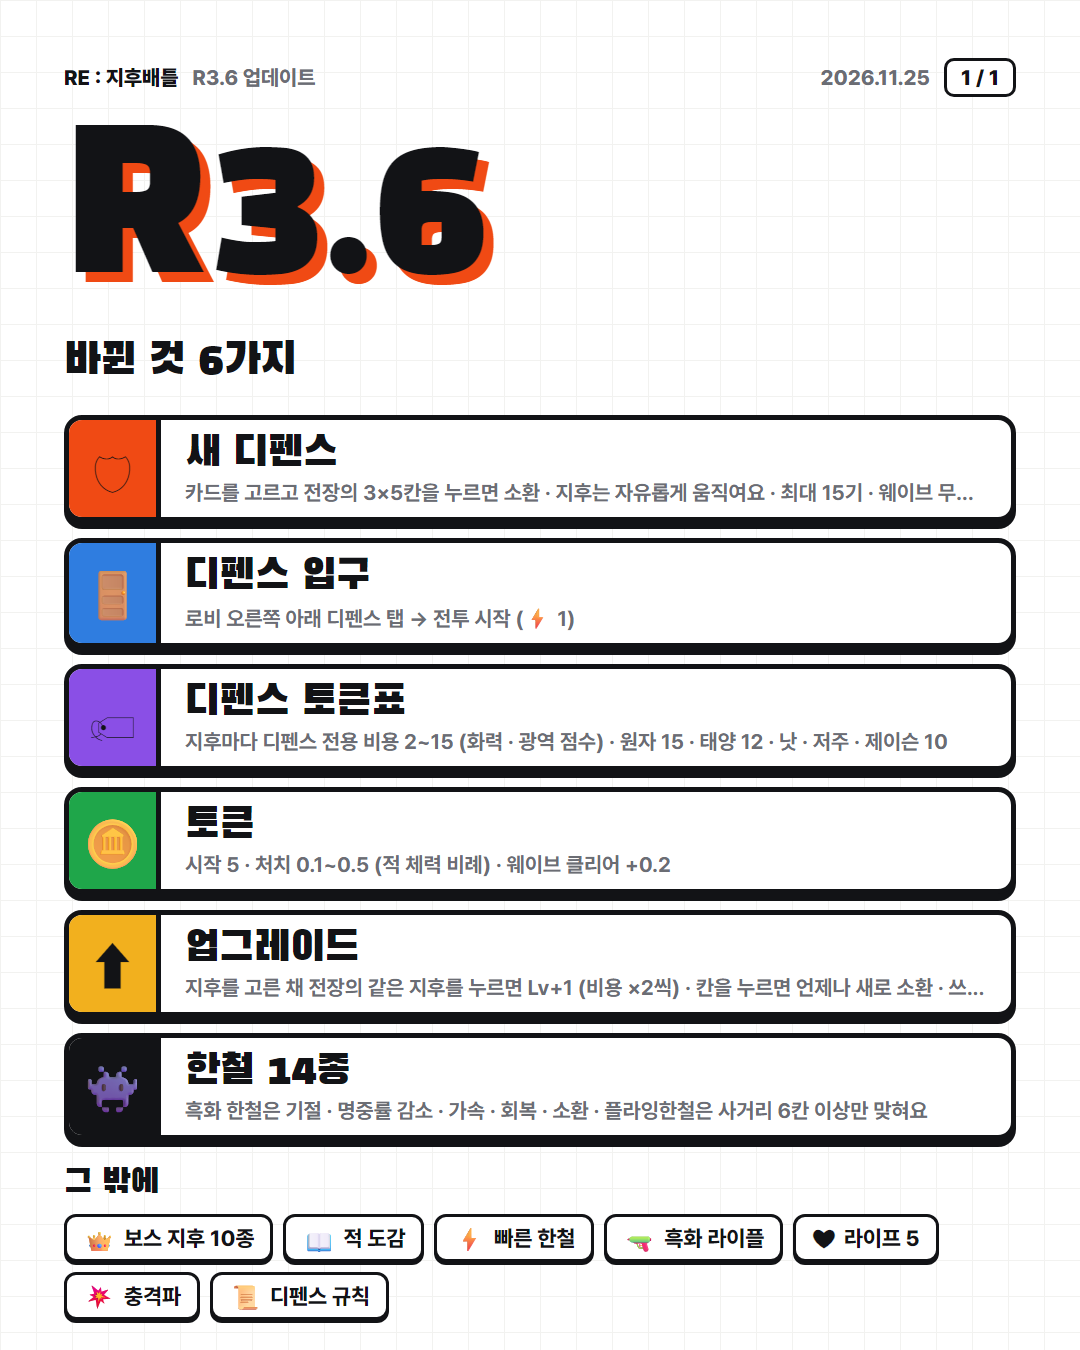 RE : 지후배틀 R3.6 업데이트 2026.11.25 1 / 1
R3.6
바뀐 것 6가지
새 디펜스
카드를 고르고 전장의 3×5칸을 누르면 소환 · 지후는 자유롭게 움직여요 · 최대 15기 · 웨이브 무...
디펜스 입구
로비 오른쪽 아래 디펜스 탭 → 전투 시작 (⚡ 1)
디펜스 토큰표
지후마다 디펜스 전용 비용 2~15 (화력 · 광역 점수) · 원자 15 · 태양 12 · 낫 · 저주 · 제이슨 10
토큰
시작 5 · 처치 0.1~0.5 (적 체력 비례) · 웨이브 클리어 +0.2
업그레이드
지후를 고른 채 전장의 같은 지후를 누르면 Lv+1 (비용 ×2씩) · 칸을 누르면 언제나 새로 소환 · 쓰...
한철 14종
흑화 한철은 기절 · 명중률 감소 · 가속 · 회복 · 소환 · 플라잉한철은 사거리 6칸 이상만 맞혀요
그 밖에
보스 지후 10종 적 도감 빠른 한철 흑화 라이플 라이프 5
충격파 디펜스 규칙